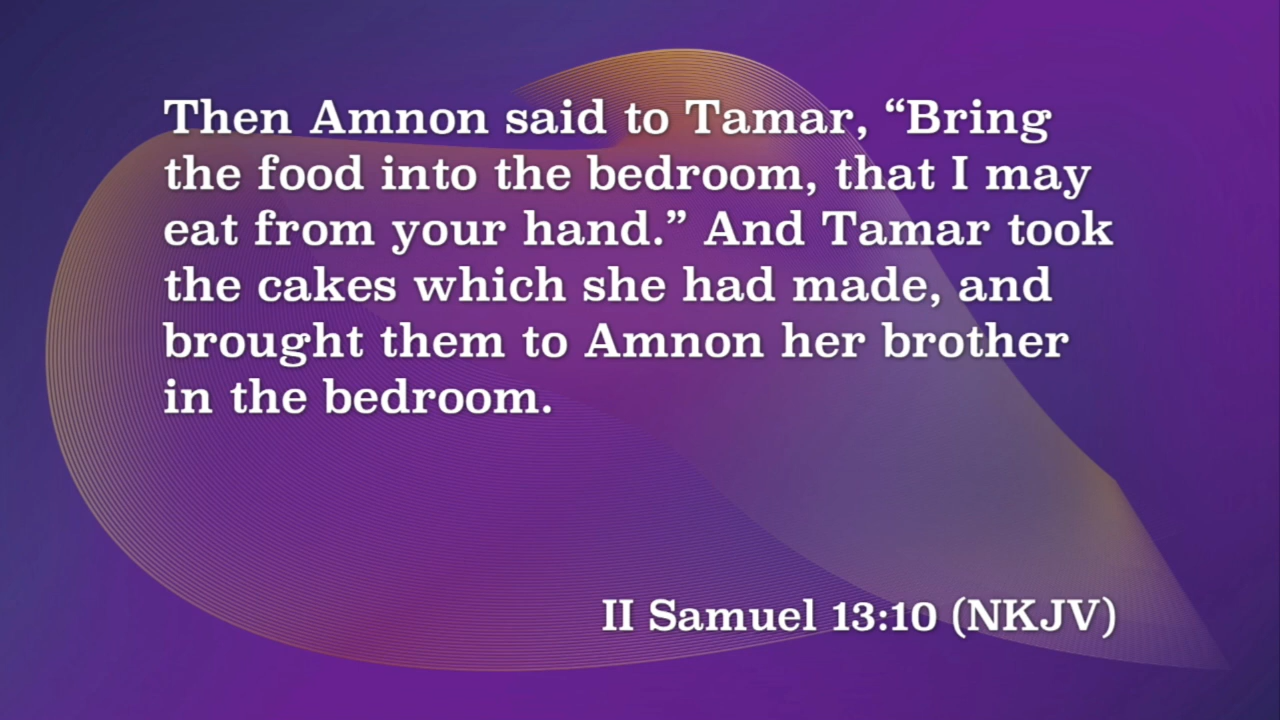 Then Amnon said to Tamar, “Bring
the food into the bedroom, that I may
eat from your hand.” And Tamar took
the cakes which she had made, and
brought them to Amnon her brother
in the bedroom.
II Samuel 13:10 (NKJV)